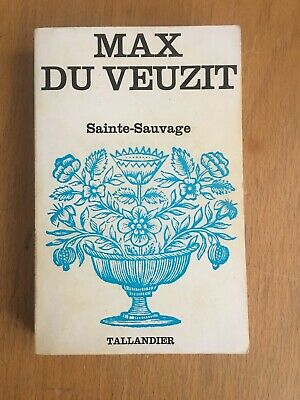 MAX
DU VEUZIT
Sainte-Sauvage
TALLANDIER